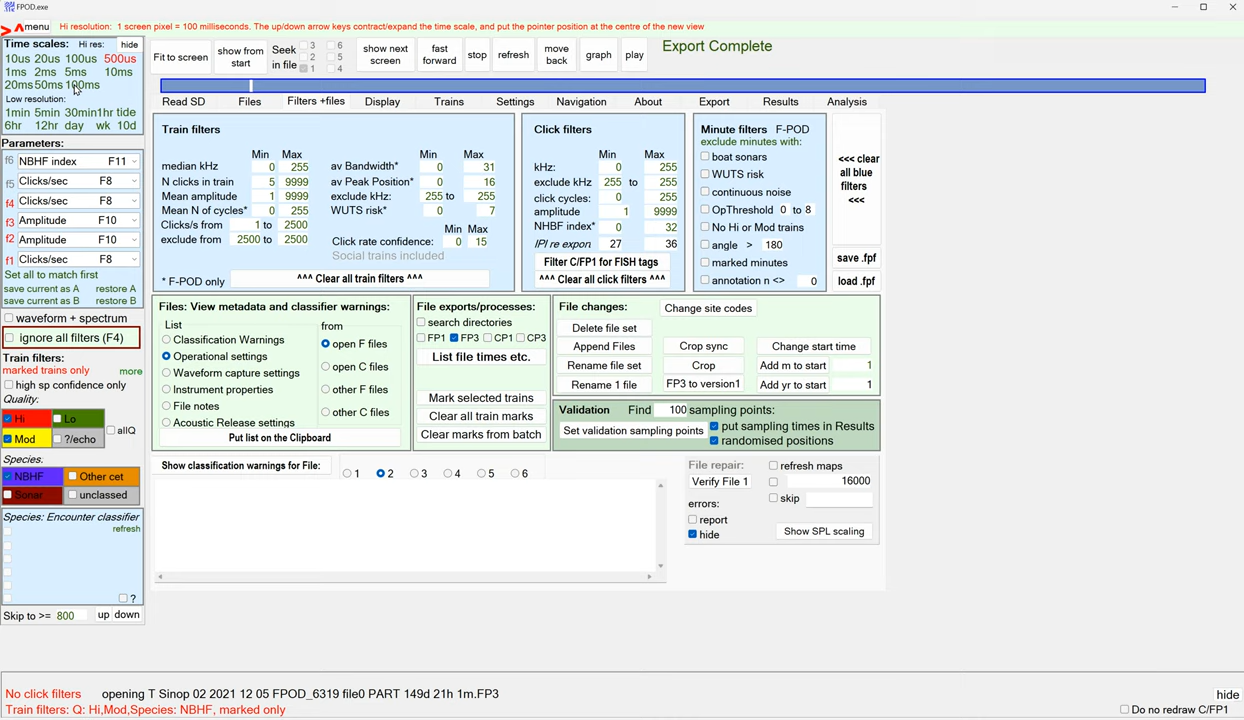 FPOD.exe
menu
Hi resolution: 1 screen pixel = 100 milliseconds. The up/down arrow keys contract/expand the time scale, and put the pointer position at the centre of the new view
Time scales: Hi res: hide
10us 20us 100us 500us
1ms 2ms 5ms 10ms
20ms 50ms 100ms
Low resolution:
1min 5min 30min 1hr tide
6hr 12hr day wk 10d
Fit to screen
show from start
Seek in file
3 6
2 5
1 4
show next screen
fast forward
stop
refresh
move back
graph
play
Export Complete
Read SD Files Filters +files Display Trains Settings Navigation About Export Results Analysis
Parameters:
f6 NBHF index F11
f5 Clicks/sec F8
f4 Clicks/sec F8
f3 Amplitude F10
f2 Amplitude F10
f1 Clicks/sec F8
Set all to match first
save current as A restore A
save current as B restore B
waveform + spectrum
ignore all filters (F4)
Train filters:
marked trains only more
high sp confidence only
Quality:
Hi Lo
Mod ?/echo allQ
Species:
NBHF Other cet
Sonar unclassed
Species: Encounter classifier
refresh
?
Skip to >= 800 up down
Train filters
Min Max
median kHz 0 255
N clicks in train 5 9999
Mean amplitude 1 9999
Mean N of cycles* 0 255
Clicks/s from 1 to 2500
exclude from 2500 to 2500
* F-POD only
Min Max
av Bandwidth* 0 31
av Peak Position* 0 16
exclude kHz: 255 to 255
WUTS risk* 0 7
Min Max
Click rate confidence: 0 15
Social trains included
^^^ Clear all train filters ^^^
Click filters
Min Max
kHz: 0 255
exclude kHz 255 to 255
click cycles: 0 255
amplitude 1 9999
NHBF index* 0 32
IPI re expon 27 36
Filter C/FP1 for FISH tags
^^^ Clear all click filters ^^^
Minute filters F-POD
exclude minutes with:
boat sonars
WUTS risk
continuous noise
OpThreshold 0 to 8
No Hi or Mod trains
angle > 180
marked minutes
annotation n <> 0
<<< clear
all blue
filters
<<<
save .fpf
load .fpf
Files: View metadata and classifier warnings:
List
Classification Warnings
Operational settings
Waveform capture settings
Instrument properties
File notes
Acoustic Release settings
from
open F files
open C files
other F files
other C files
Put list on the Clipboard
File exports/processes:
search directories
FP1 FP3 CP1 CP3
List file times etc.
Mark selected trains
Clear all train marks
Clear marks from batch
File changes: Change site codes
Delete file set
Append Files Crop sync Change start time
Rename file set Crop Add m to start 1
Rename 1 file FP3 to version1 Add yr to start 1
Validation Find 100 sampling points:
Set validation sampling points put sampling times in Results
randomised positions
Show classification warnings for File: 1 2 3 4 5 6
File repair: refresh maps
Verify File 1 16000
errors: skip
report
hide Show SPL scaling
No click filters opening T Sinop 02 2021 12 05 FPOD_6319 file0 PART 149d 21h 1m.FP3
Train filters: Q: Hi,Mod,Species: NBHF, marked only
hide
Do no redraw C/FP1